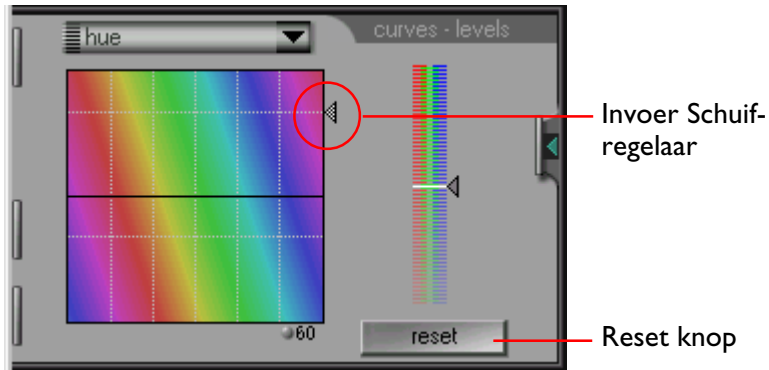 hue
curves - levels
Invoer Schuif-
regelaar
60
reset
Reset knop